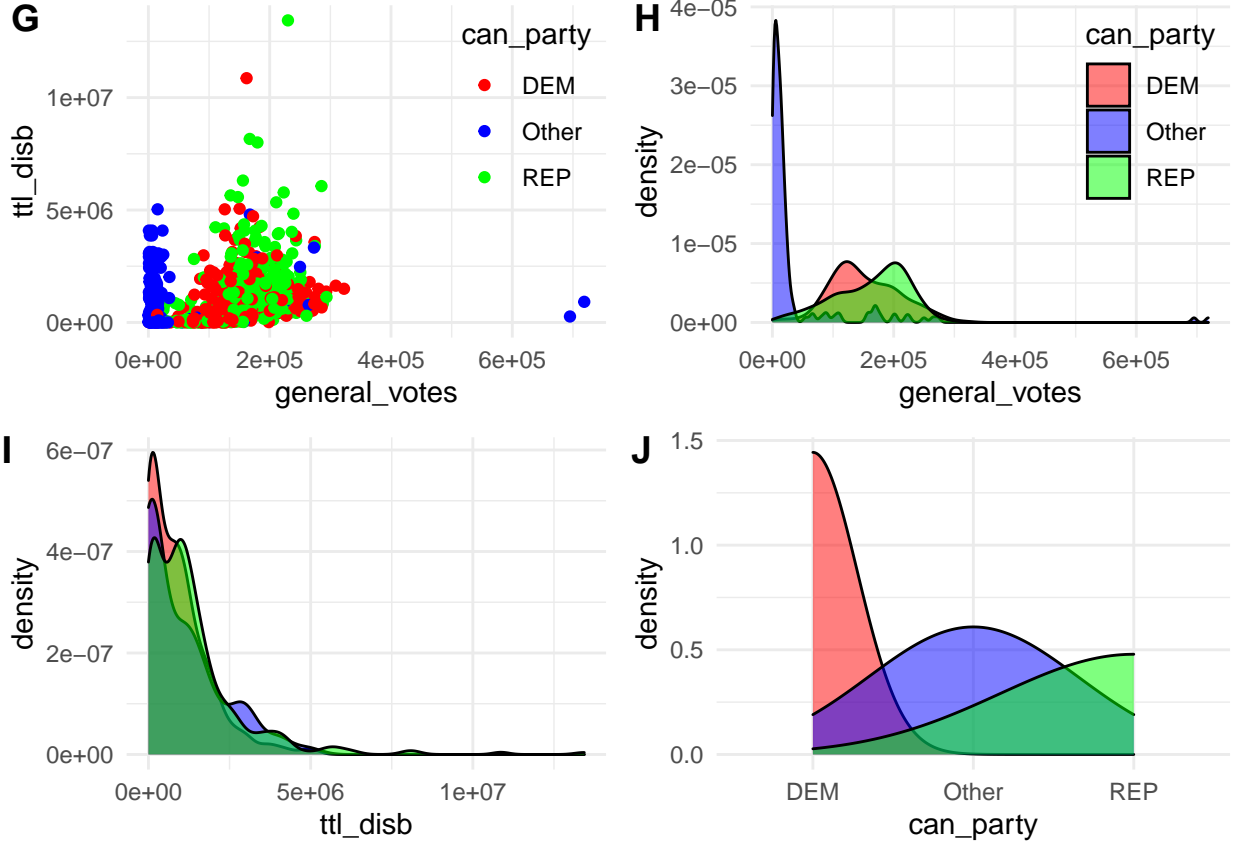 G
can_party
DEM
Other
REP
1e+07
5e+06
0e+00
ttl_disb
0e+00 2e+05 4e+05 6e+05
general_votes
H
can_party
DEM
Other
REP
4e−05
3e−05
2e−05
1e−05
0e+00
density
0e+00 2e+05 4e+05 6e+05
general_votes
I
6e−07
4e−07
2e−07
0e+00
density
0e+00 5e+06 1e+07
ttl_disb
J
1.5
1.0
0.5
0.0
density
DEM Other REP
can_party